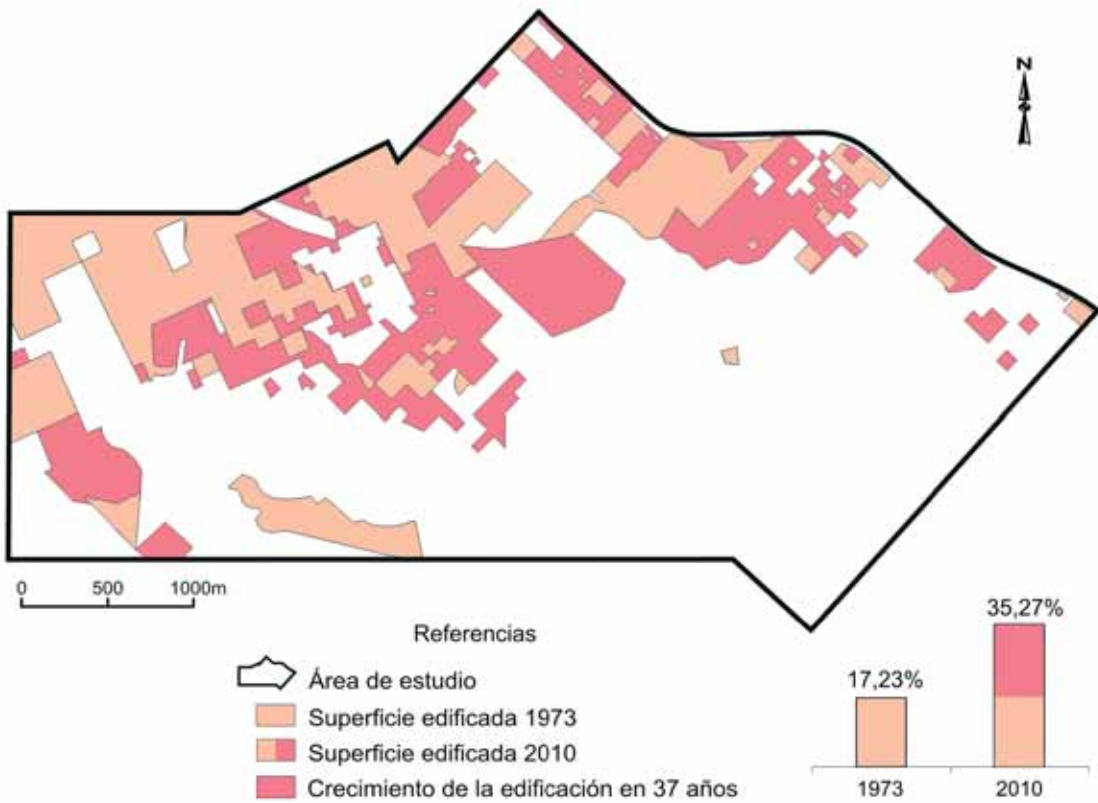 N
0 500 1000m
Referencias
Área de estudio
Superficie edificada 1973
Superficie edificada 2010
Crecimiento de la edificación en 37 años
35,27%
17,23%
1973 2010